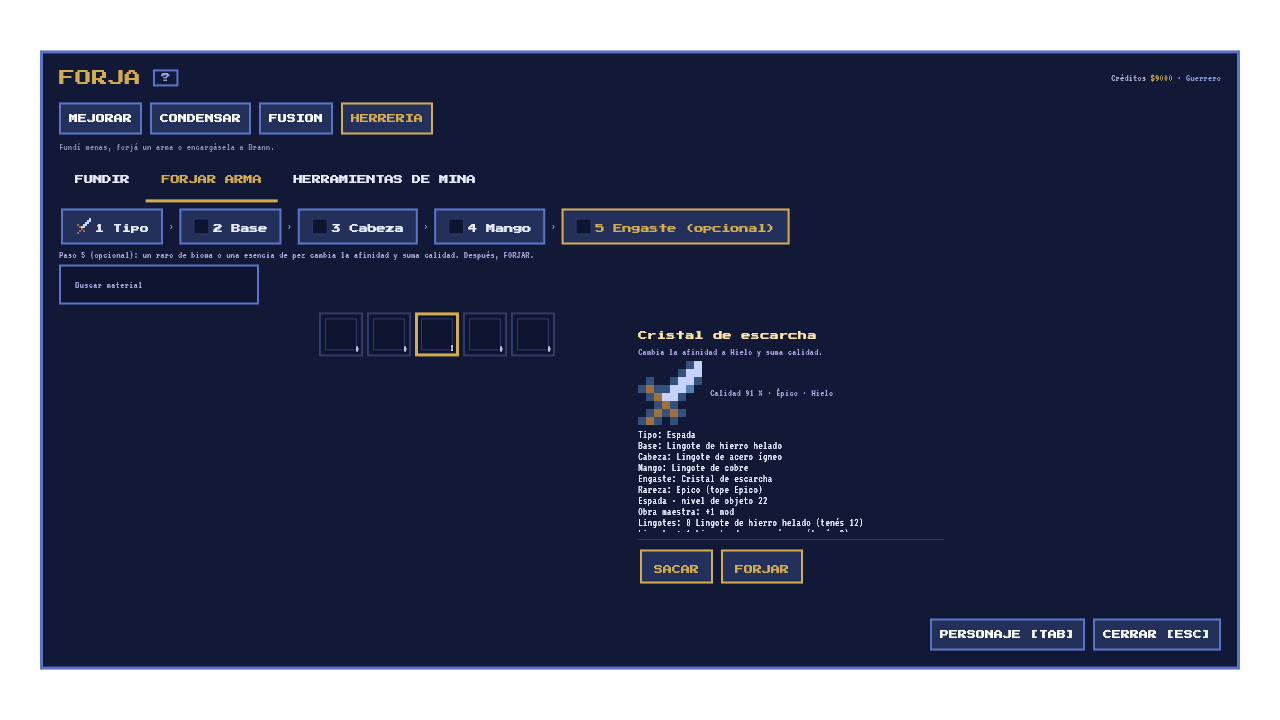 FORJA ?
Créditos $9000 · Guerrero
MEJORAR CONDENSAR FUSION HERRERIA
Fundí menas, forjá un arma o encargásela a Brann.
FUNDIR FORJAR ARMA HERRAMIENTAS DE MINA
1 Tipo › 2 Base › 3 Cabeza › 4 Mango › 5 Engaste (opcional)
Paso 5 (opcional): un raro de bioma o una esencia de pez cambia la afinidad y suma calidad. Después, FORJAR.
Buscar material
Cristal de escarcha
Cambia la afinidad a Hielo y suma calidad.
Calidad 91 % · Épico · Hielo
Tipo: Espada
Base: Lingote de hierro helado
Cabeza: Lingote de acero ígneo
Mango: Lingote de cobre
Engaste: Cristal de escarcha
Rareza: Épico (tope Épico)
Espada · nivel de objeto 22
Obra maestra: +1 mod
Lingotes: 8 Lingote de hierro helado (tenés 12)
SACAR FORJAR
PERSONAJE [TAB] CERRAR [ESC]